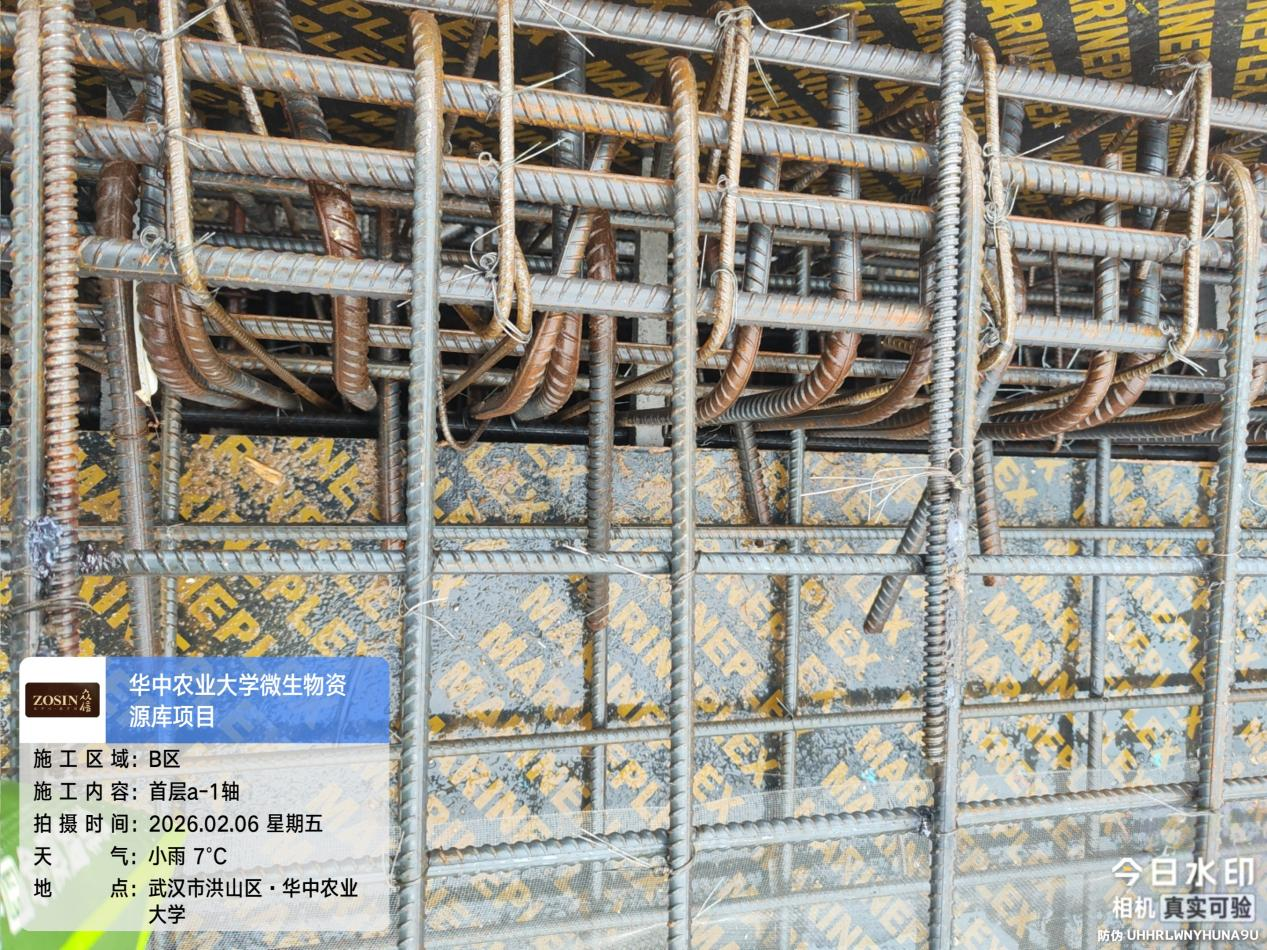 ZOSIN众信
华中农业大学微生物资
源库项目
施工区域：B区
施工内容：首层a-1轴
拍摄时间：2026.02.06 星期五
天气：小雨 7℃
地点：武汉市洪山区·华中农业
大学
今日水印
相机 真实可验
防伪 UHHRLWNYHUNA9U
MARINEPLEX
MARINEPLEX